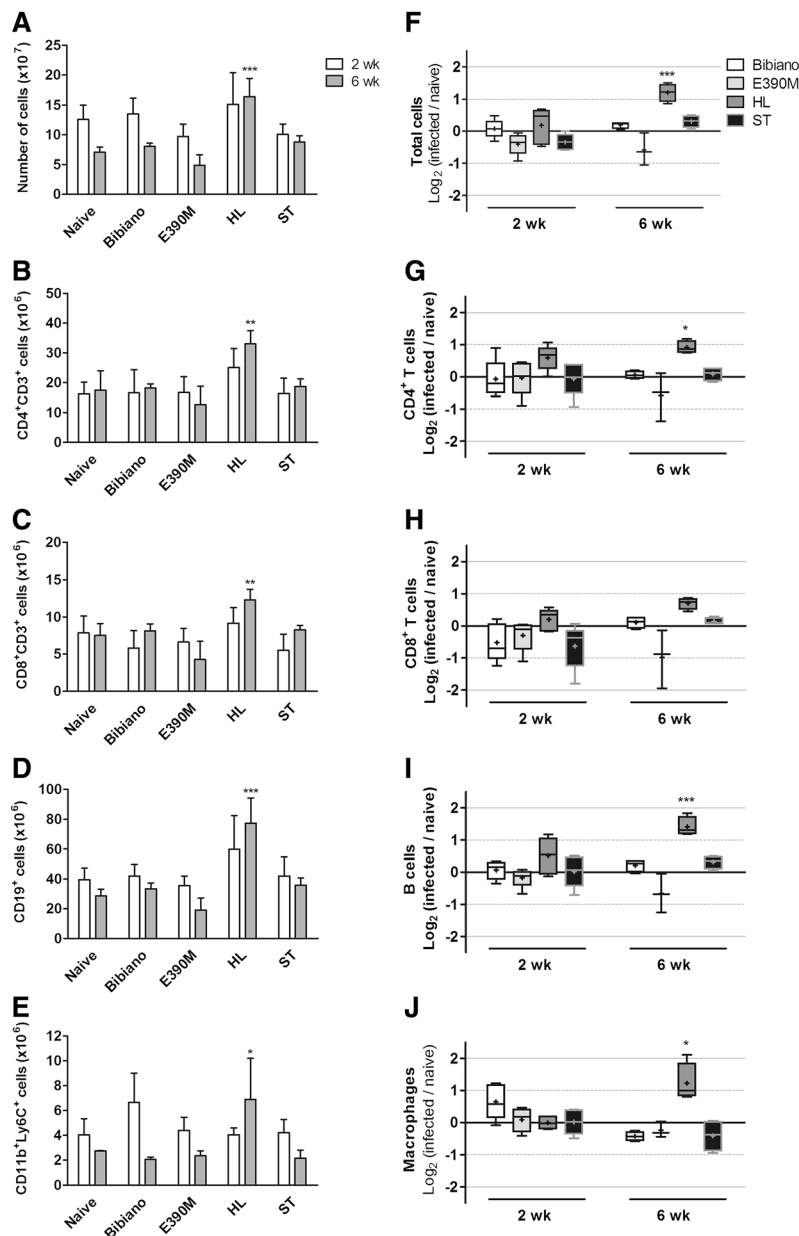 A
Number of cells (x10⁷)
25
20
15
10
5
0
***
2 wk
6 wk
Naive
Bibiano
E390M
HL
ST
B
CD4⁺CD3⁺ cells (x10⁶)
50
40
30
20
10
0
**
Naive
Bibiano
E390M
HL
ST
C
CD8⁺CD3⁺ cells (x10⁶)
20
15
10
5
0
**
Naive
Bibiano
E390M
HL
ST
D
CD19⁺ cells (x10⁶)
100
80
60
40
20
0
***
Naive
Bibiano
E390M
HL
ST
E
CD11b⁺Ly6C⁺ cells (x10⁶)
12
10
8
6
4
2
0
*
Naive
Bibiano
E390M
HL
ST
F
Total cells
Log₂ (infected / naive)
2
1
0
-1
-2
***
Bibiano
E390M
HL
ST
2 wk
6 wk
G
CD4⁺ T cells
Log₂ (infected / naive)
2
1
0
-1
-2
*
2 wk
6 wk
H
CD8⁺ T cells
Log₂ (infected / naive)
2
1
0
-1
-2
2 wk
6 wk
I
B cells
Log₂ (infected / naive)
2
1
0
-1
-2
***
2 wk
6 wk
J
Macrophages
Log₂ (infected / naive)
2
1
0
-1
-2
*
2 wk
6 wk